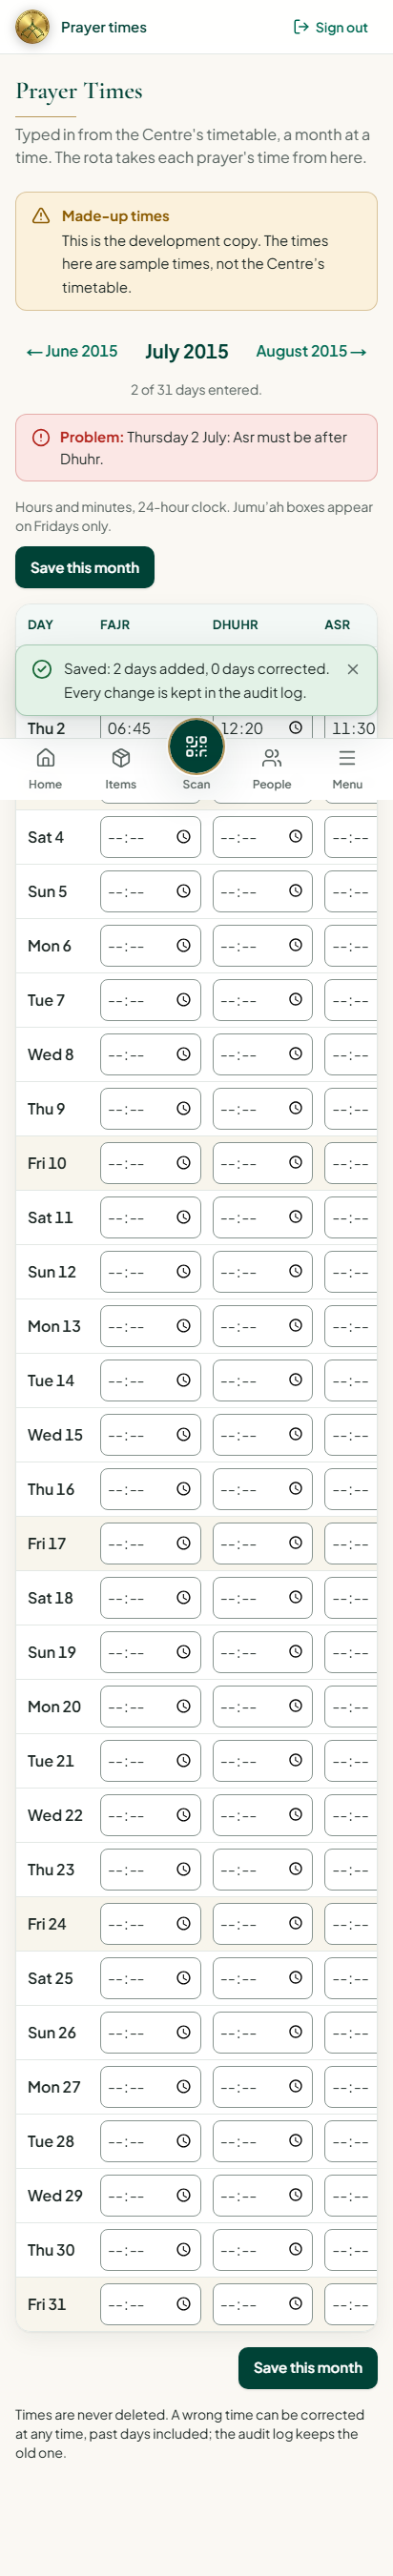 Prayer times
Sign out
Prayer Times
Typed in from the Centre's timetable, a month at a
time. The rota takes each prayer's time from here.
Made-up times
This is the development copy. The times
here are sample times, not the Centre's
timetable.
← June 2015 July 2015 August 2015 →
2 of 31 days entered.
Problem: Thursday 2 July: Asr must be after
Dhuhr.
Hours and minutes, 24-hour clock. Jumu'ah boxes appear
on Fridays only.
Save this month
DAY FAJR DHUHR ASR
Saved: 2 days added, 0 days corrected.
Every change is kept in the audit log.
Thu 2 06:45 12:20 11:30
Home Items Scan People Menu
Sat 4 --:-- --:-- --:--
Sun 5 --:-- --:-- --:--
Mon 6 --:-- --:-- --:--
Tue 7 --:-- --:-- --:--
Wed 8 --:-- --:-- --:--
Thu 9 --:-- --:-- --:--
Fri 10 --:-- --:-- --:--
Sat 11 --:-- --:-- --:--
Sun 12 --:-- --:-- --:--
Mon 13 --:-- --:-- --:--
Tue 14 --:-- --:-- --:--
Wed 15 --:-- --:-- --:--
Thu 16 --:-- --:-- --:--
Fri 17 --:-- --:-- --:--
Sat 18 --:-- --:-- --:--
Sun 19 --:-- --:-- --:--
Mon 20 --:-- --:-- --:--
Tue 21 --:-- --:-- --:--
Wed 22 --:-- --:-- --:--
Thu 23 --:-- --:-- --:--
Fri 24 --:-- --:-- --:--
Sat 25 --:-- --:-- --:--
Sun 26 --:-- --:-- --:--
Mon 27 --:-- --:-- --:--
Tue 28 --:-- --:-- --:--
Wed 29 --:-- --:-- --:--
Thu 30 --:-- --:-- --:--
Fri 31 --:-- --:-- --:--
Save this month
Times are never deleted. A wrong time can be corrected
at any time, past days included; the audit log keeps the
old one.